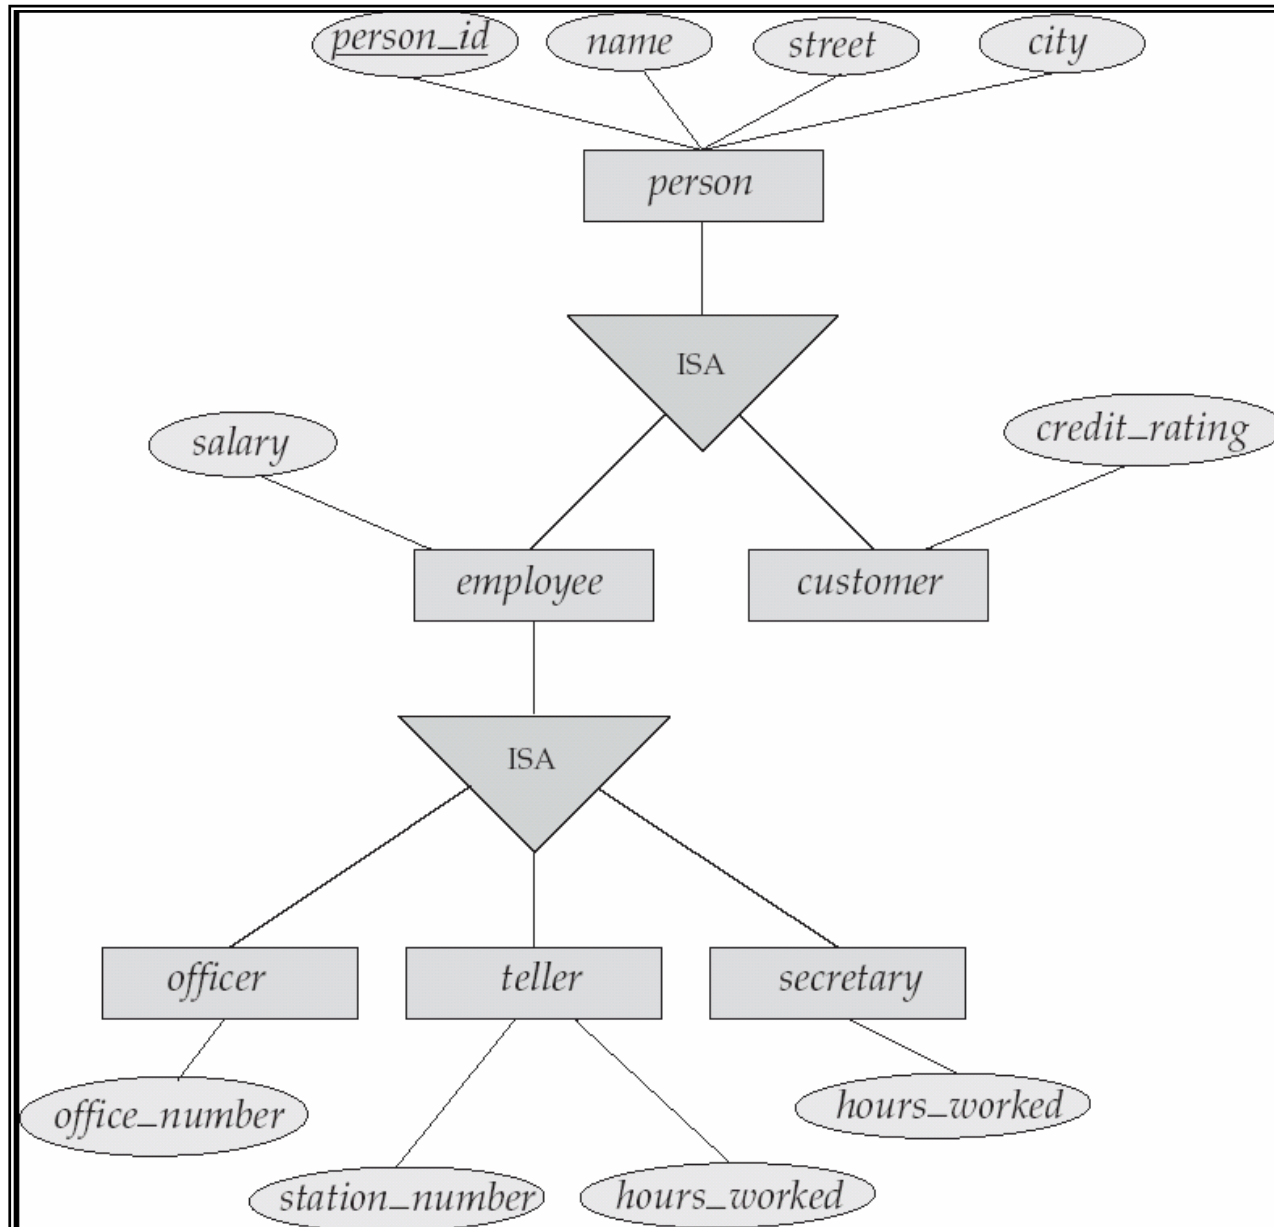 person_id name street city
person
ISA
salary credit_rating
employee customer
ISA
officer teller secretary
office_number hours_worked
station_number hours_worked